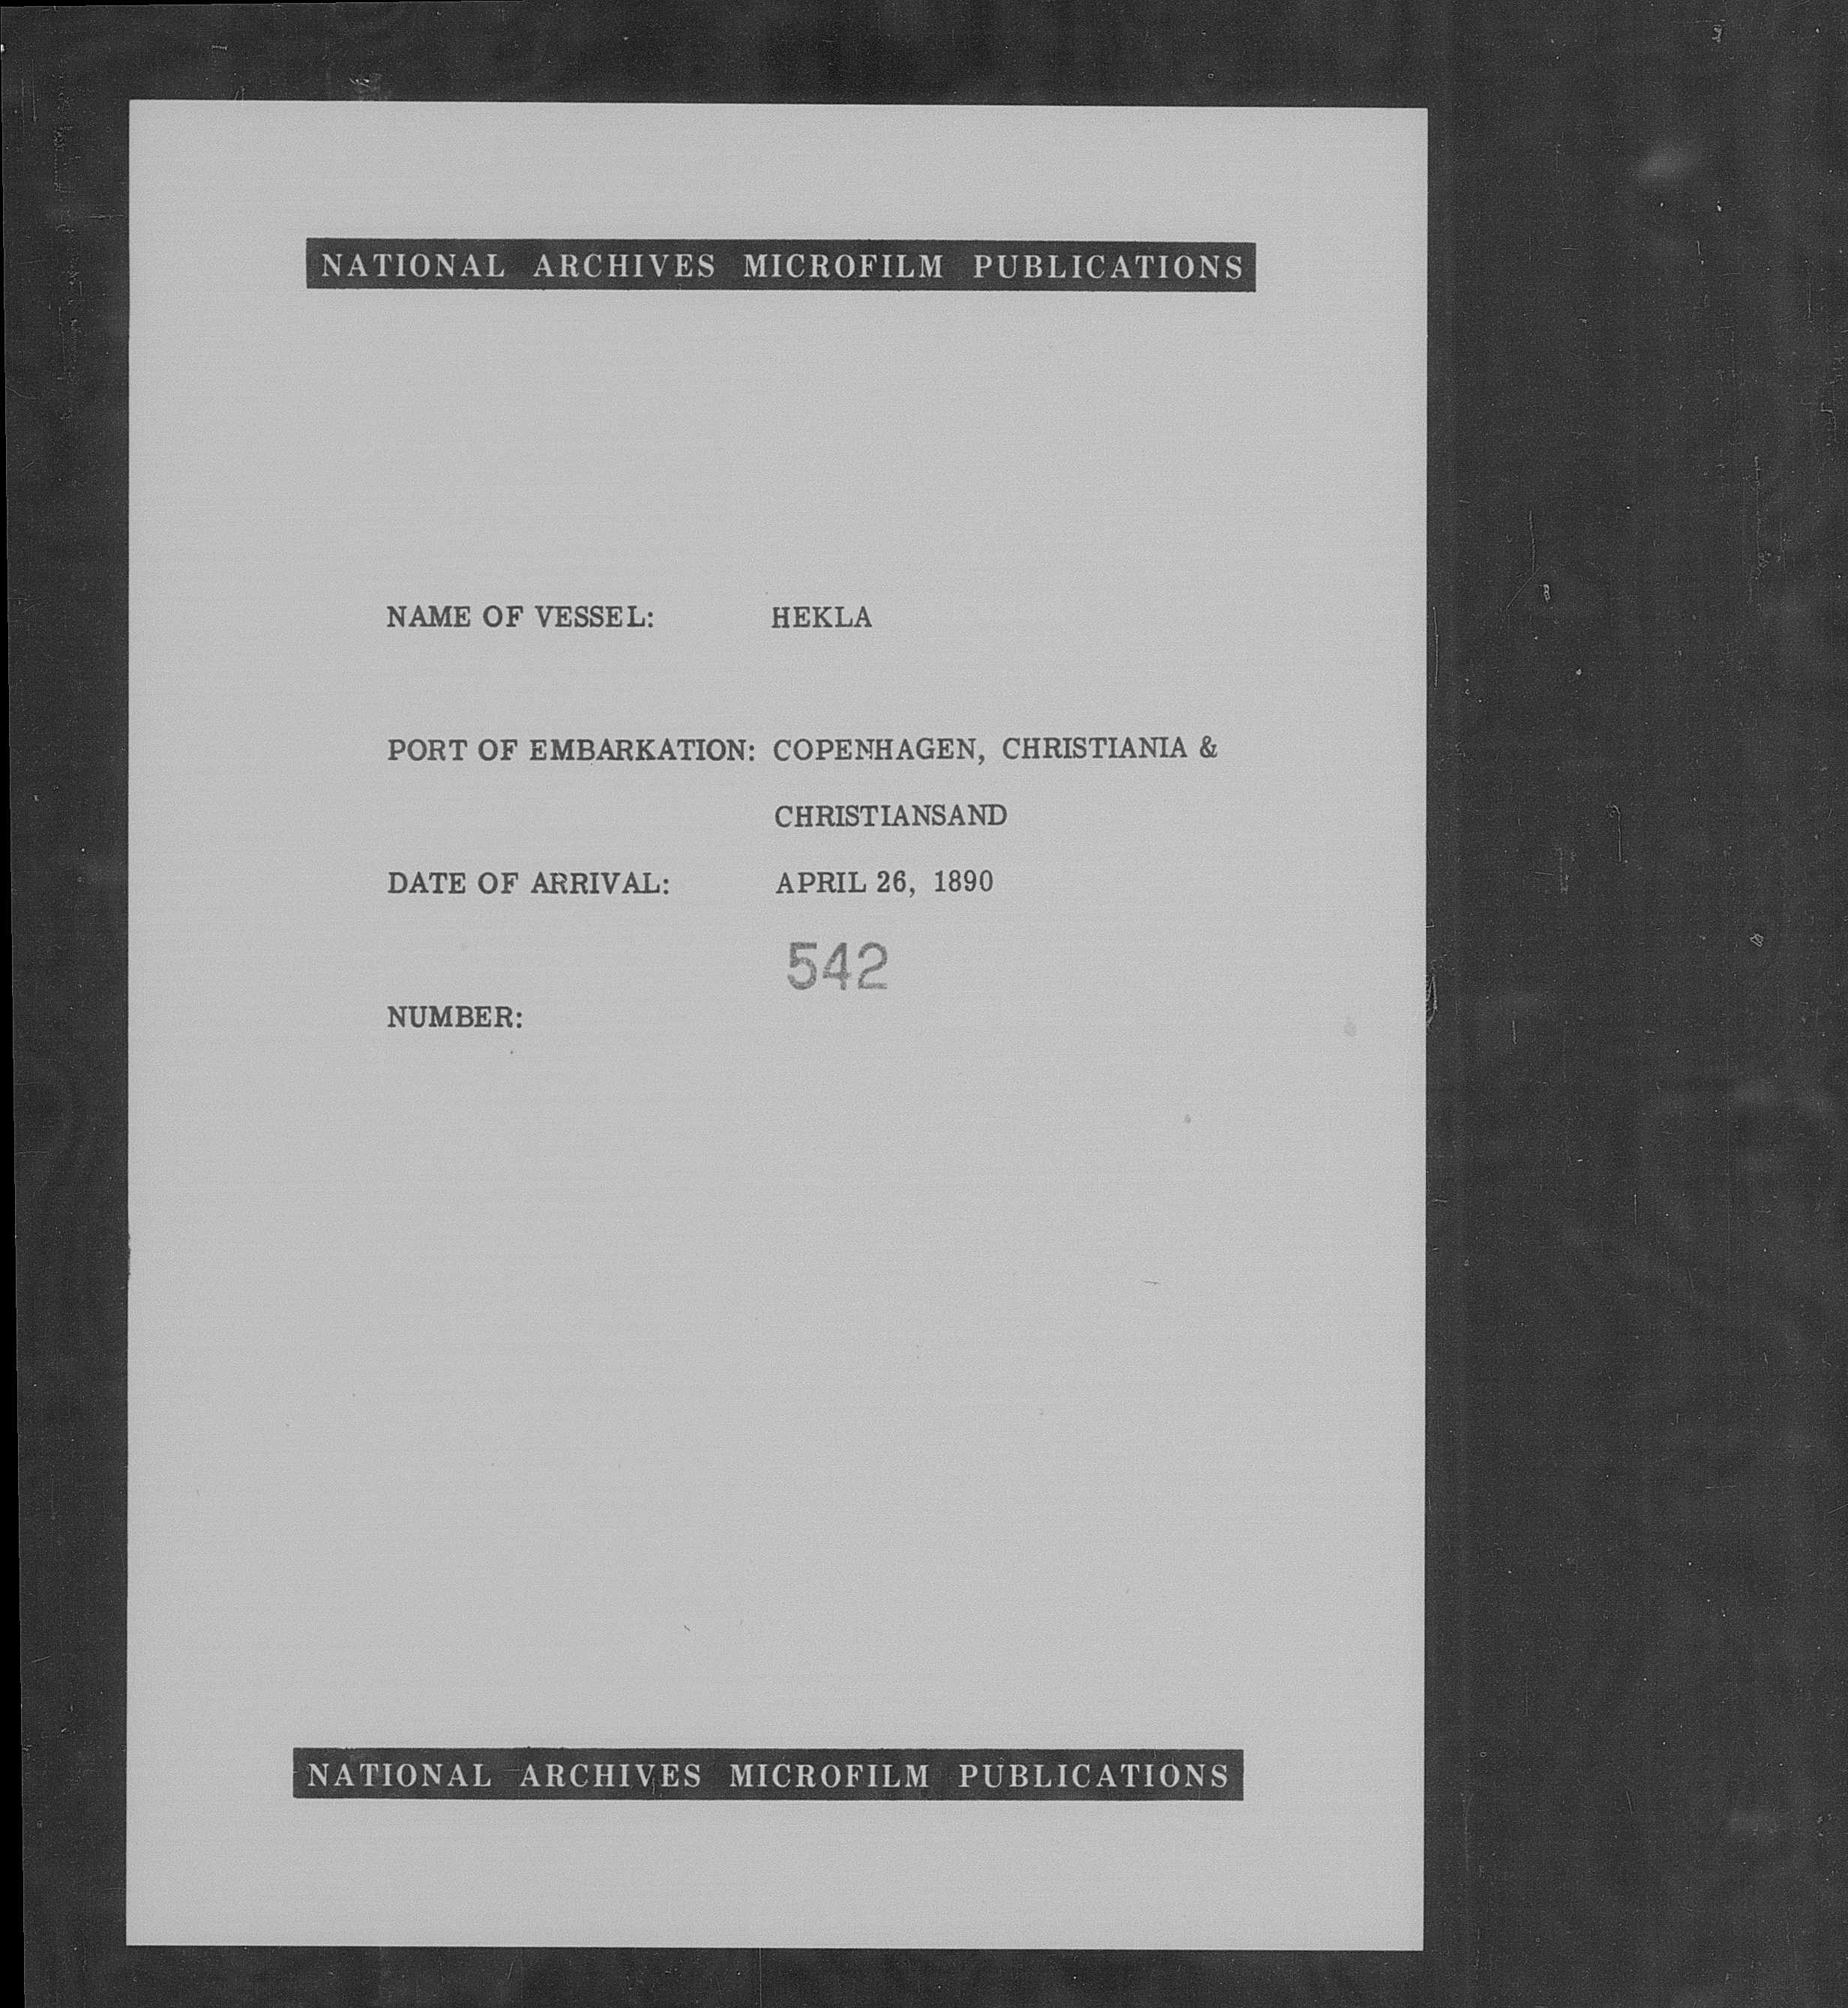 NATIONAL ARCHIVES MICROFILM PUBLICATIONS
NAME OF VESSEL: HEKLA
PORT OF EMBARKATION: COPENHAGEN, CHRISTIANIA &
CHRISTIANSAND
DATE OF ARRIVAL: APRIL 26, 1890
542
NUMBER:
NATIONAL ARCHIVES MICROFILM PUBLICATIONS